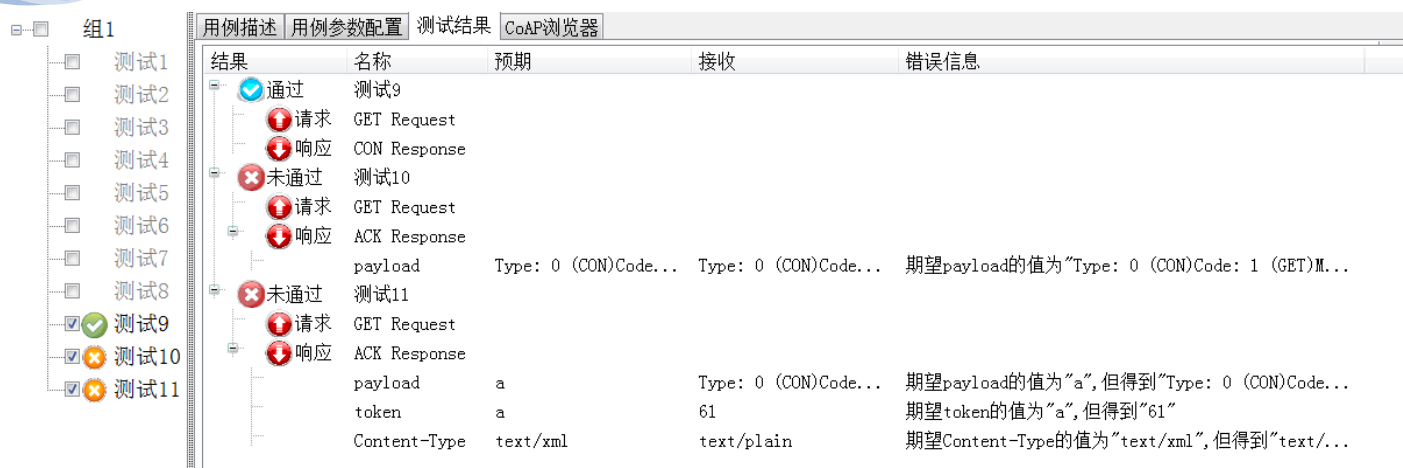 组1
测试1
测试2
测试3
测试4
测试5
测试6
测试7
测试8
测试9
测试10
测试11
用例描述 用例参数配置 测试结果 CoAP浏览器
结果 名称 预期 接收 错误信息
通过 测试9
请求 GET Request
响应 CON Response
未通过 测试10
请求 GET Request
响应 ACK Response
payload Type: 0 (CON)Code... Type: 0 (CON)Code... 期望payload的值为"Type: 0 (CON)Code: 1 (GET)M...
未通过 测试11
请求 GET Request
响应 ACK Response
payload a Type: 0 (CON)Code... 期望payload的值为"a",但得到"Type: 0 (CON)Code...
token a 61 期望token的值为"a",但得到"61"
Content-Type text/xml text/plain 期望Content-Type的值为"text/xml",但得到"text/...